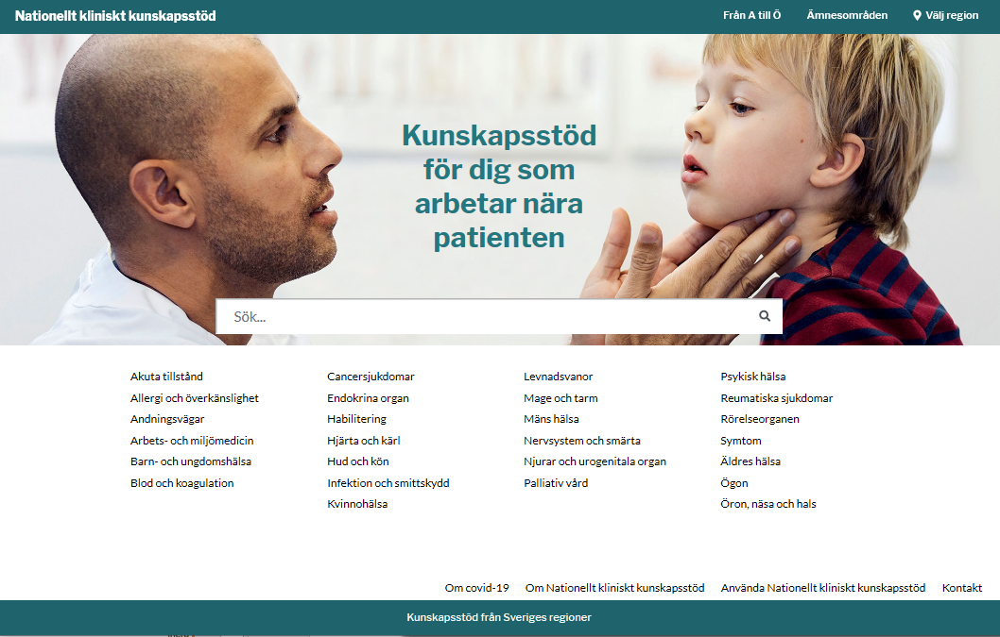 Nationellt kliniskt kunskapsstöd
Från A till Ö
Ämnesområden
Välj region
Kunskapsstöd
för dig som
arbetar nära
patienten
Sök...
Akuta tillstånd
Allergi och överkänslighet
Andningsvägar
Arbets- och miljömedicin
Barn- och ungdomshälsa
Blod och koagulation
Cancersjukdomar
Endokrina organ
Habilitering
Hjärta och kärl
Hud och kön
Infektion och smittskydd
Kvinnohälsa
Levnadsvanor
Mage och tarm
Mäns hälsa
Nervsystem och smärta
Njurar och urogenitala organ
Palliativ vård
Psykisk hälsa
Reumatiska sjukdomar
Rörelseorganen
Symtom
Äldres hälsa
Ögon
Öron, näsa och hals
Om covid-19
Om Nationellt kliniskt kunskapsstöd
Använda Nationellt kliniskt kunskapsstöd
Kontakt
Kunskapsstöd från Sveriges regioner